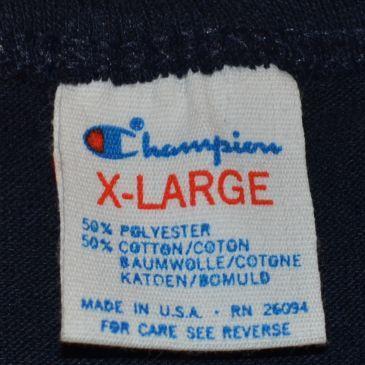 Champion
X-LARGE
50% POLYESTER
50% COTTON/COTON
BAUMWOLLE/COTONE
KATOEN/BOMULD
MADE IN U.S.A. • RN 26094
FOR CARE SEE REVERSE